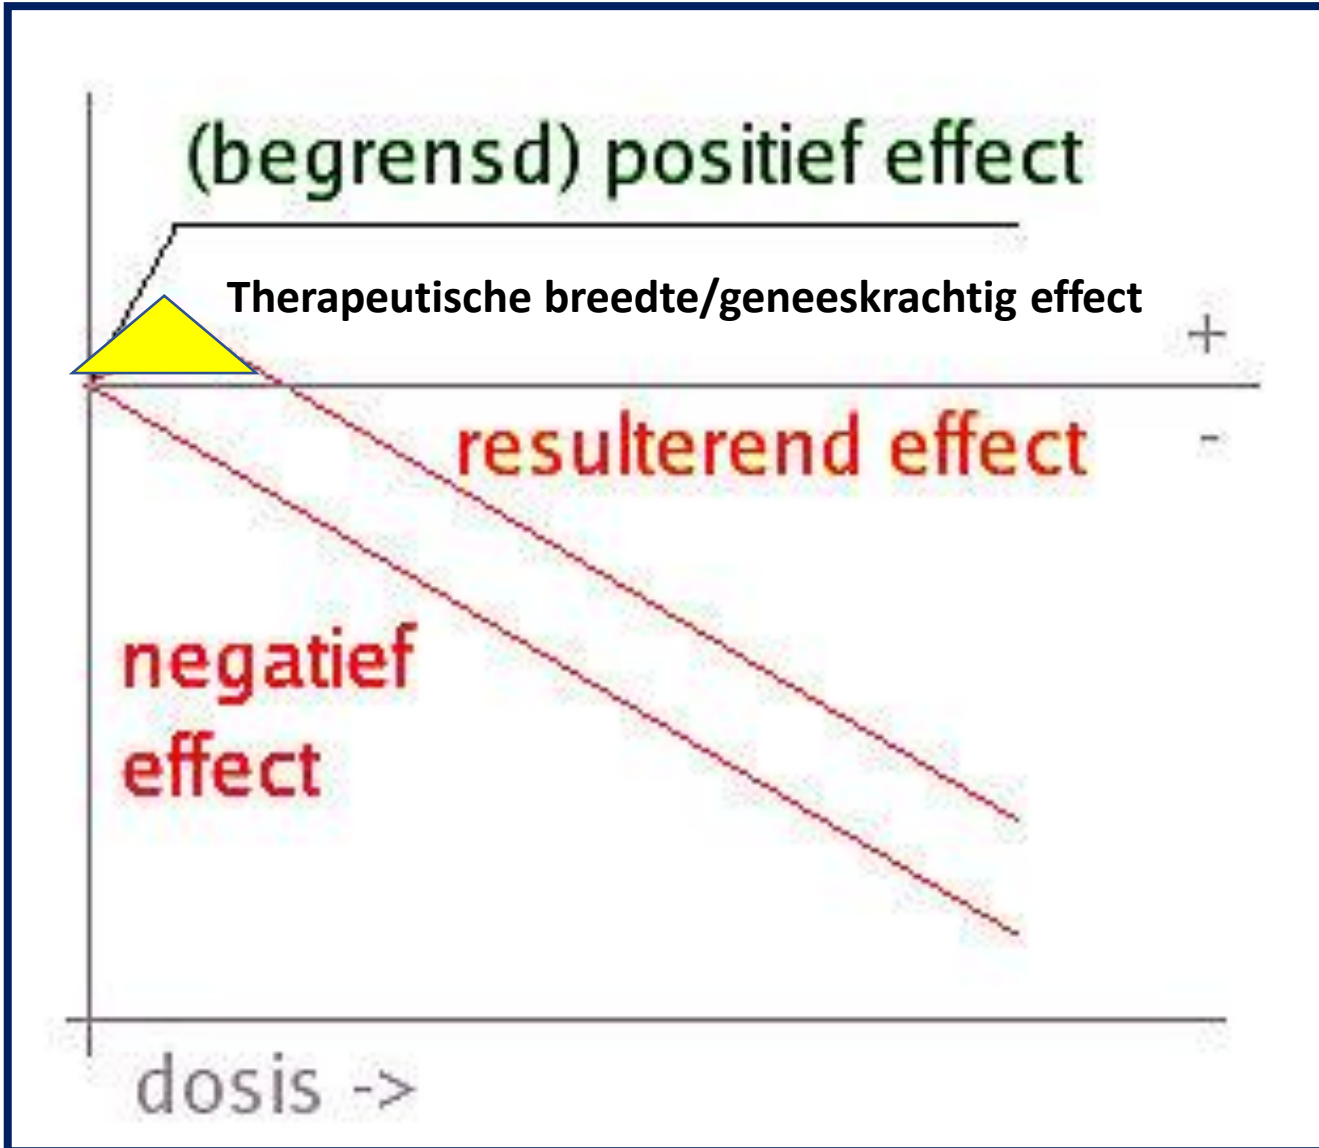 (begrensd) positief effect
Therapeutische breedte/geneeskrachtig effect
+
resulterend effect
-
negatief
effect
dosis ->